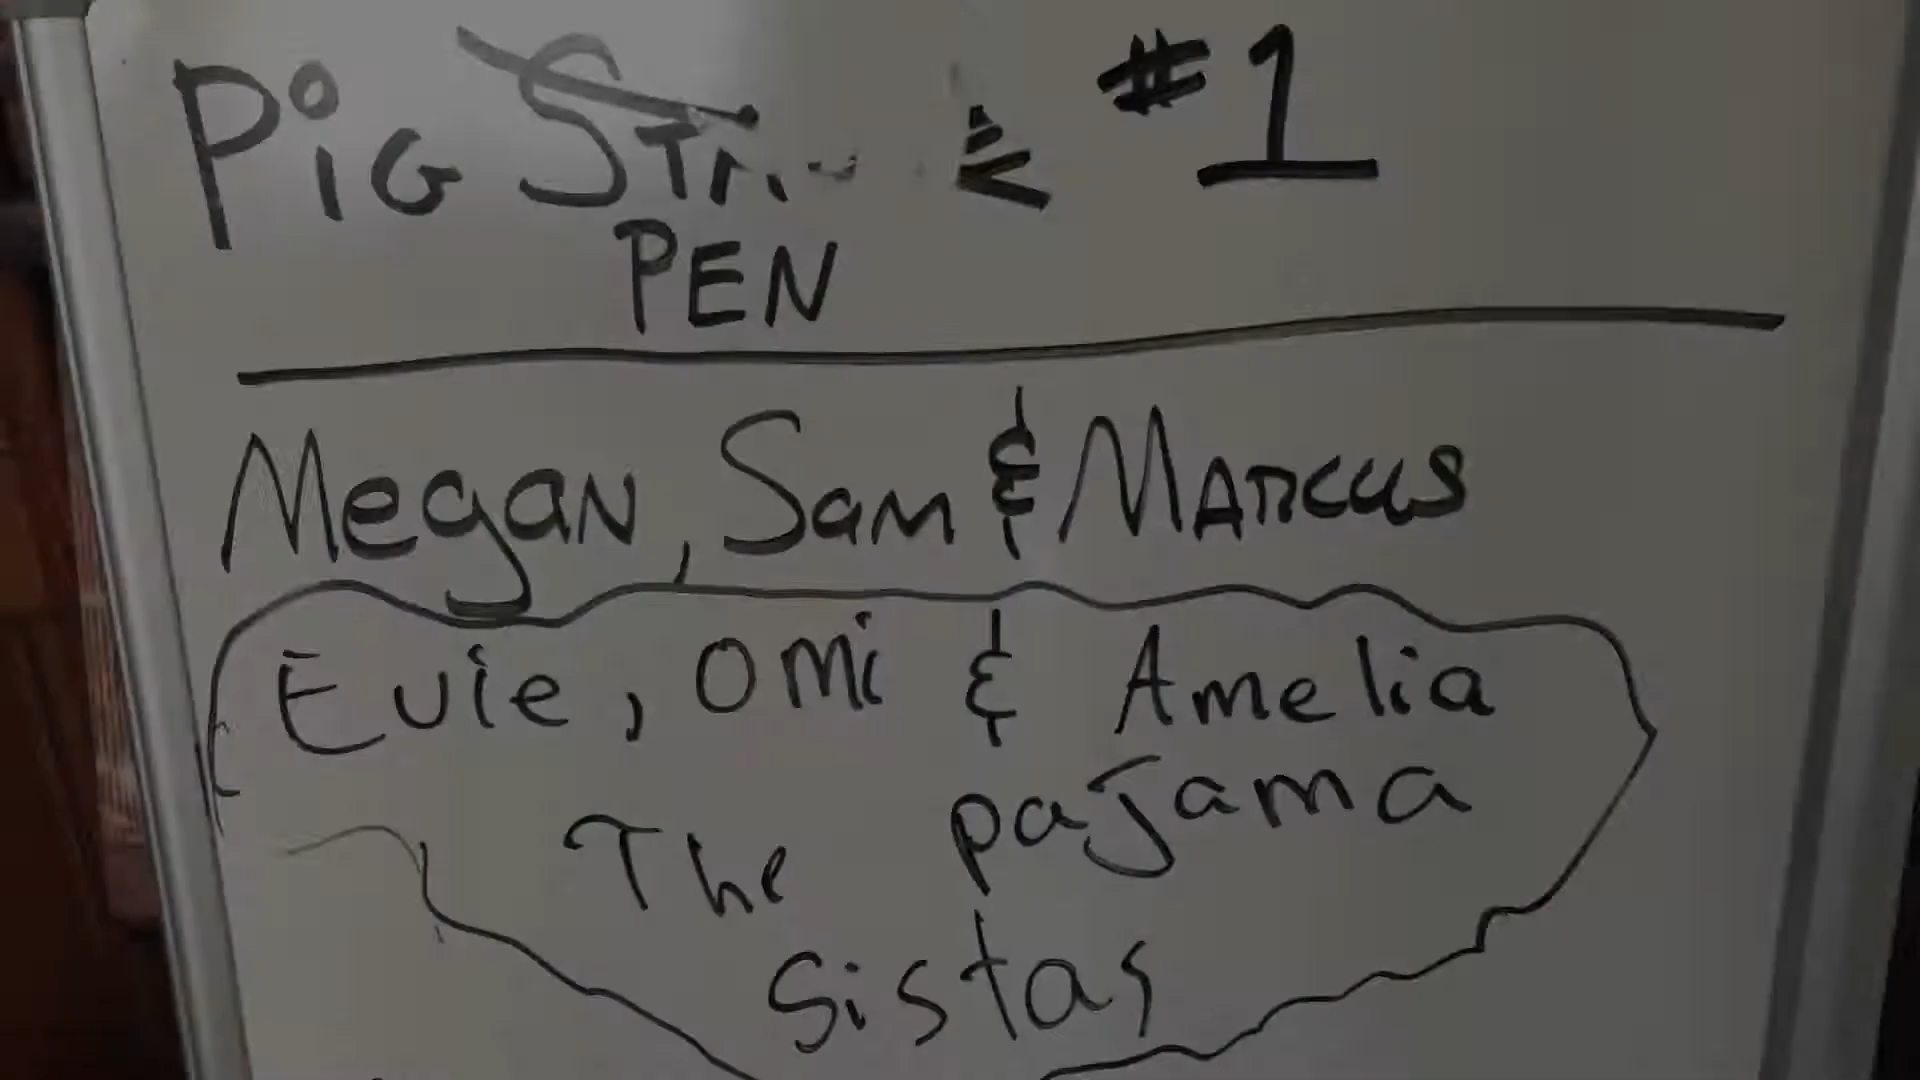 Pig #1
PEN
Megan, Sam & Marcus
Evie, Omi & Amelia
The pajama
Sistas